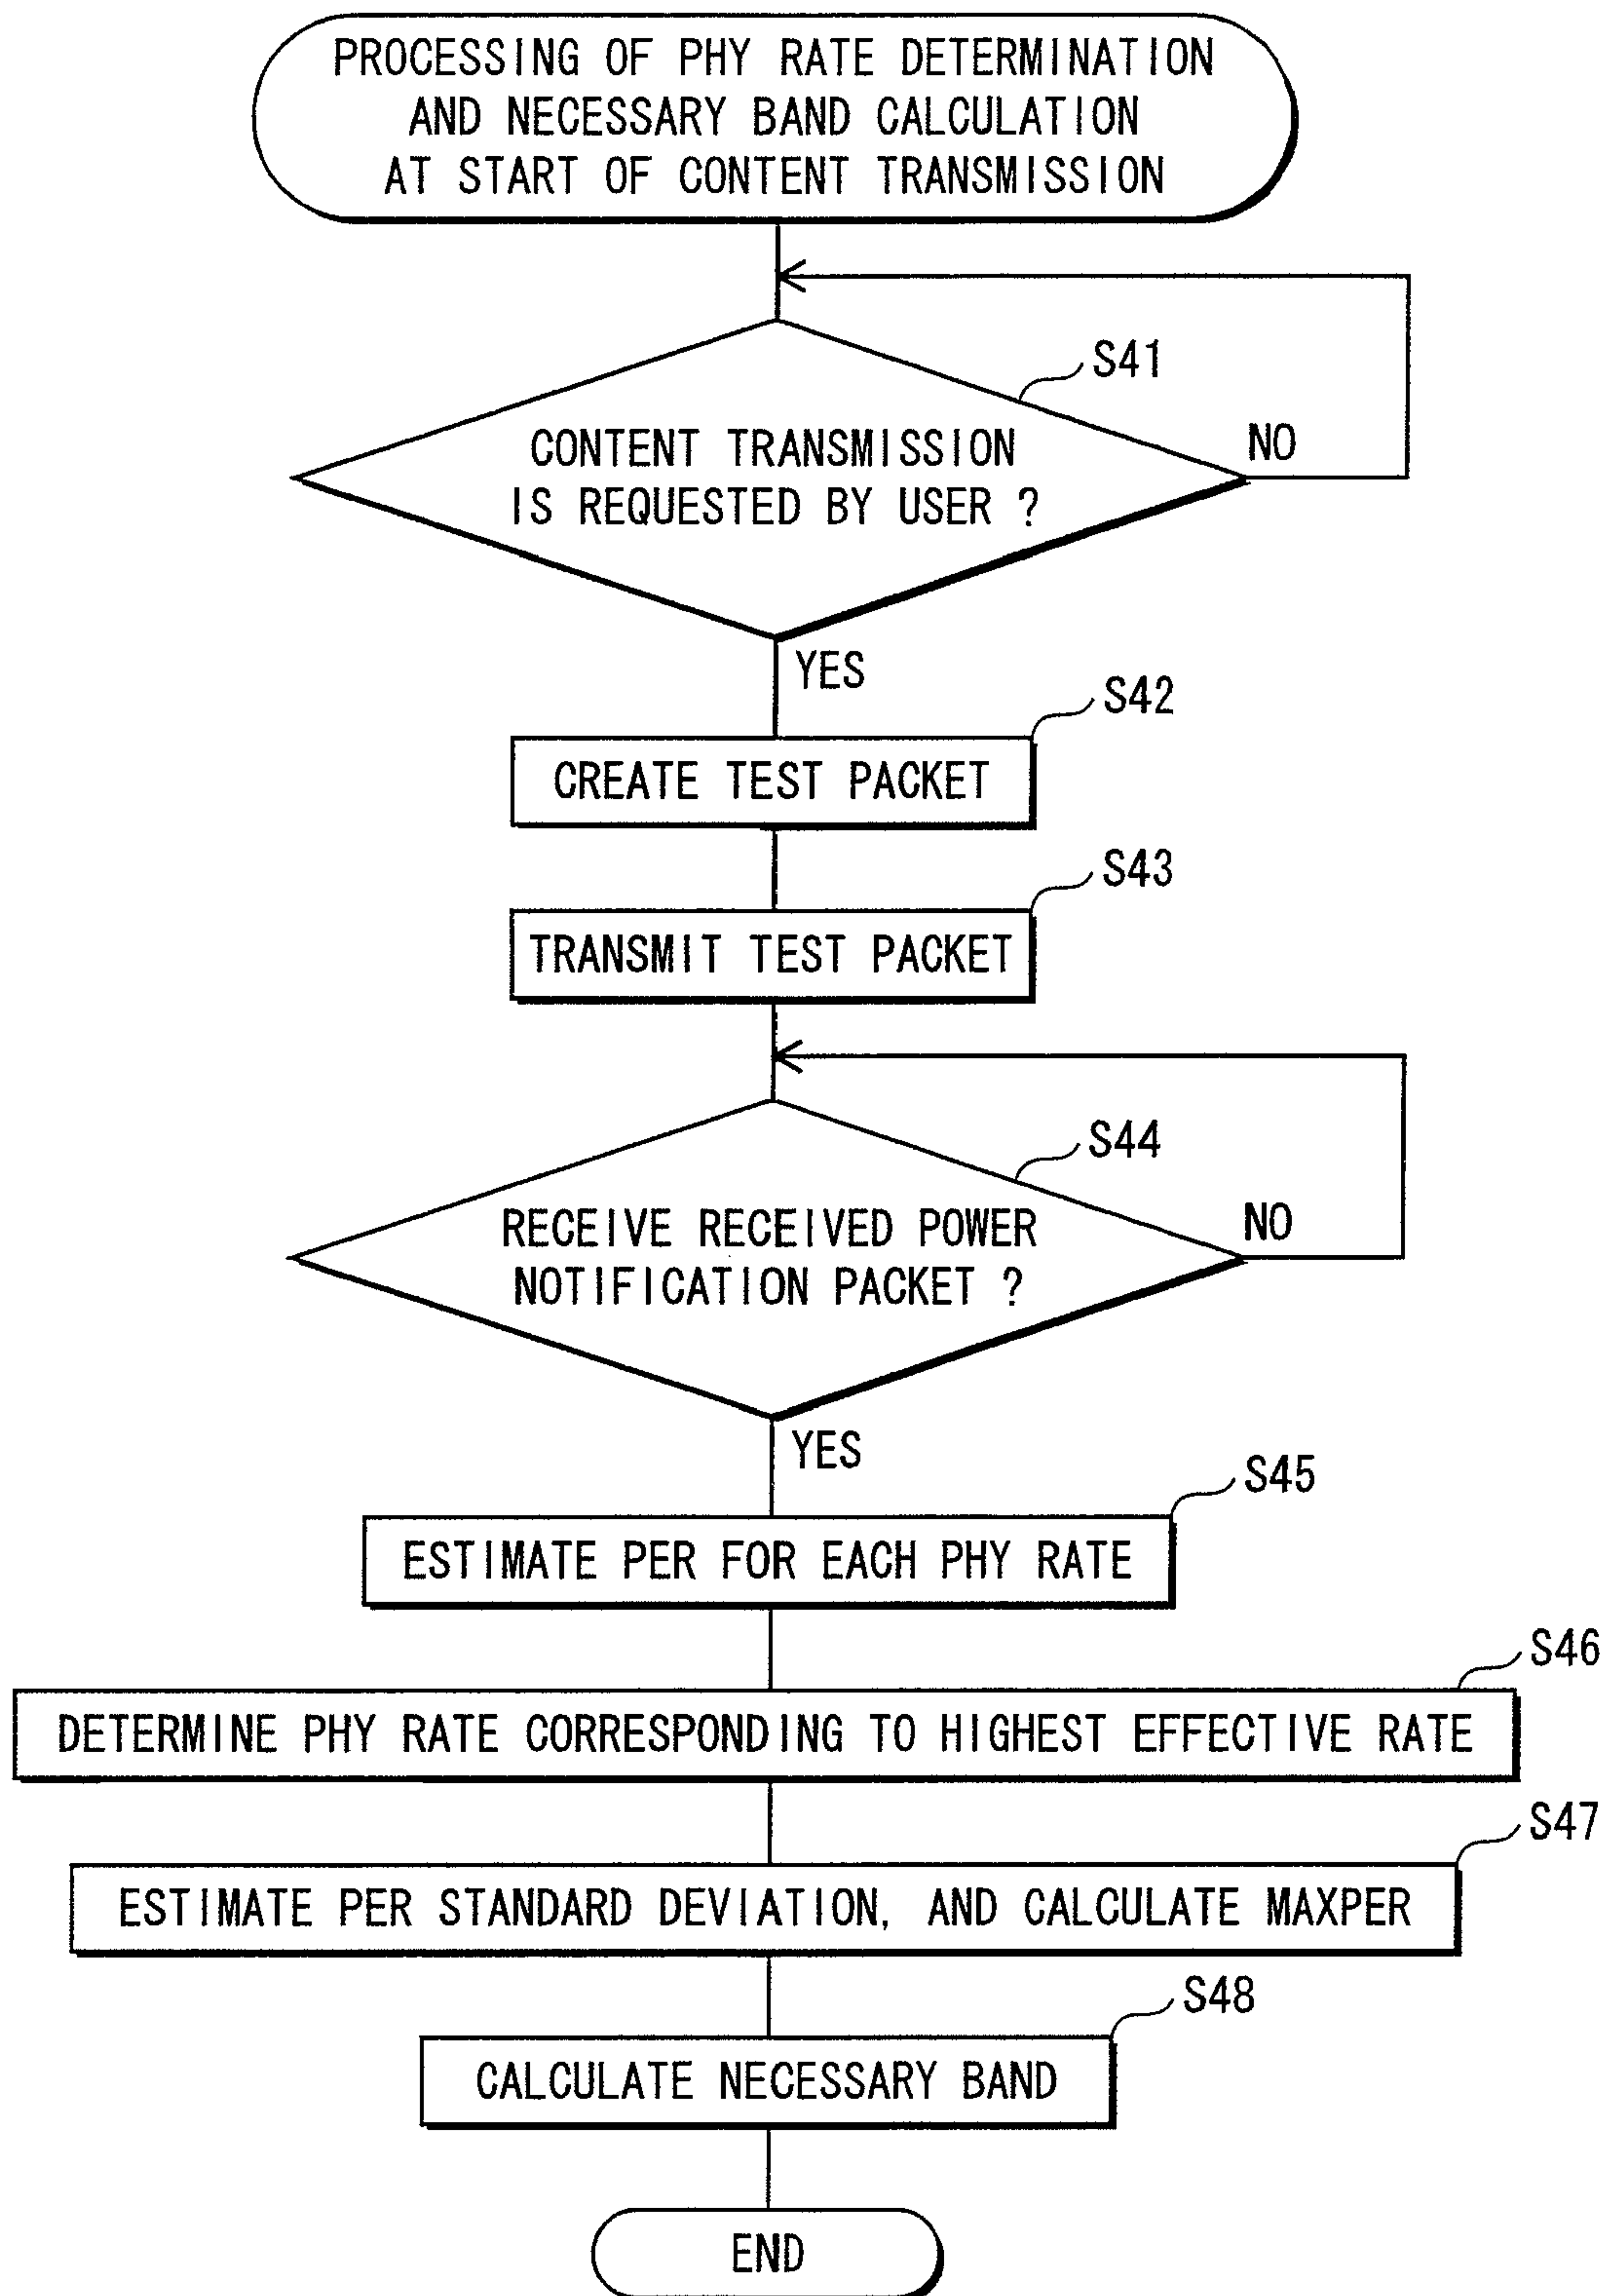 PROCESSING OF PHY RATE DETERMINATION
AND NECESSARY BAND CALCULATION
AT START OF CONTENT TRANSMISSION
S41
CONTENT TRANSMISSION
IS REQUESTED BY USER ?
NO
YES
S42
CREATE TEST PACKET
S43
TRANSMIT TEST PACKET
S44
RECEIVE RECEIVED POWER
NOTIFICATION PACKET ?
NO
YES
S45
ESTIMATE PER FOR EACH PHY RATE
S46
DETERMINE PHY RATE CORRESPONDING TO HIGHEST EFFECTIVE RATE
S47
ESTIMATE PER STANDARD DEVIATION, AND CALCULATE MAXPER
S48
CALCULATE NECESSARY BAND
END